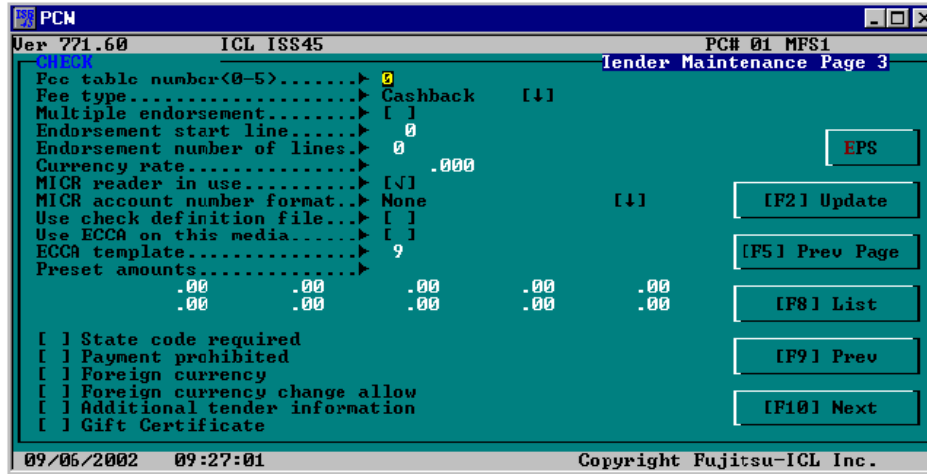 ISS 45 PCN
Ver 771.60 ICL ISS45 PC# 01 MFS1
CHECK Tender Maintenance Page 3
Fee table number<0-5>.......► 0
Fee type....................► Cashback [↓]
Multiple endorsement........► [ ]
Endorsement start line......► 0
Endorsement number of lines.► 0
Currency rate...............► .000
MICR reader in use..........► [√]
MICR account number format..► None [↓]
Use check definition file...► [ ]
Use ECCA on this media......► [ ]
ECCA template...............► 9
Preset amounts..............►
.00 .00 .00 .00 .00
.00 .00 .00 .00 .00
[ ] State code required
[ ] Payment prohibited
[ ] Foreign currency
[ ] Foreign currency change allow
[ ] Additional tender information
[ ] Gift Certificate
EPS
[F2] Update
[F5] Prev Page
[F8] List
[F9] Prev
[F10] Next
09/06/2002 09:27:01 Copyright Fujitsu-ICL Inc.